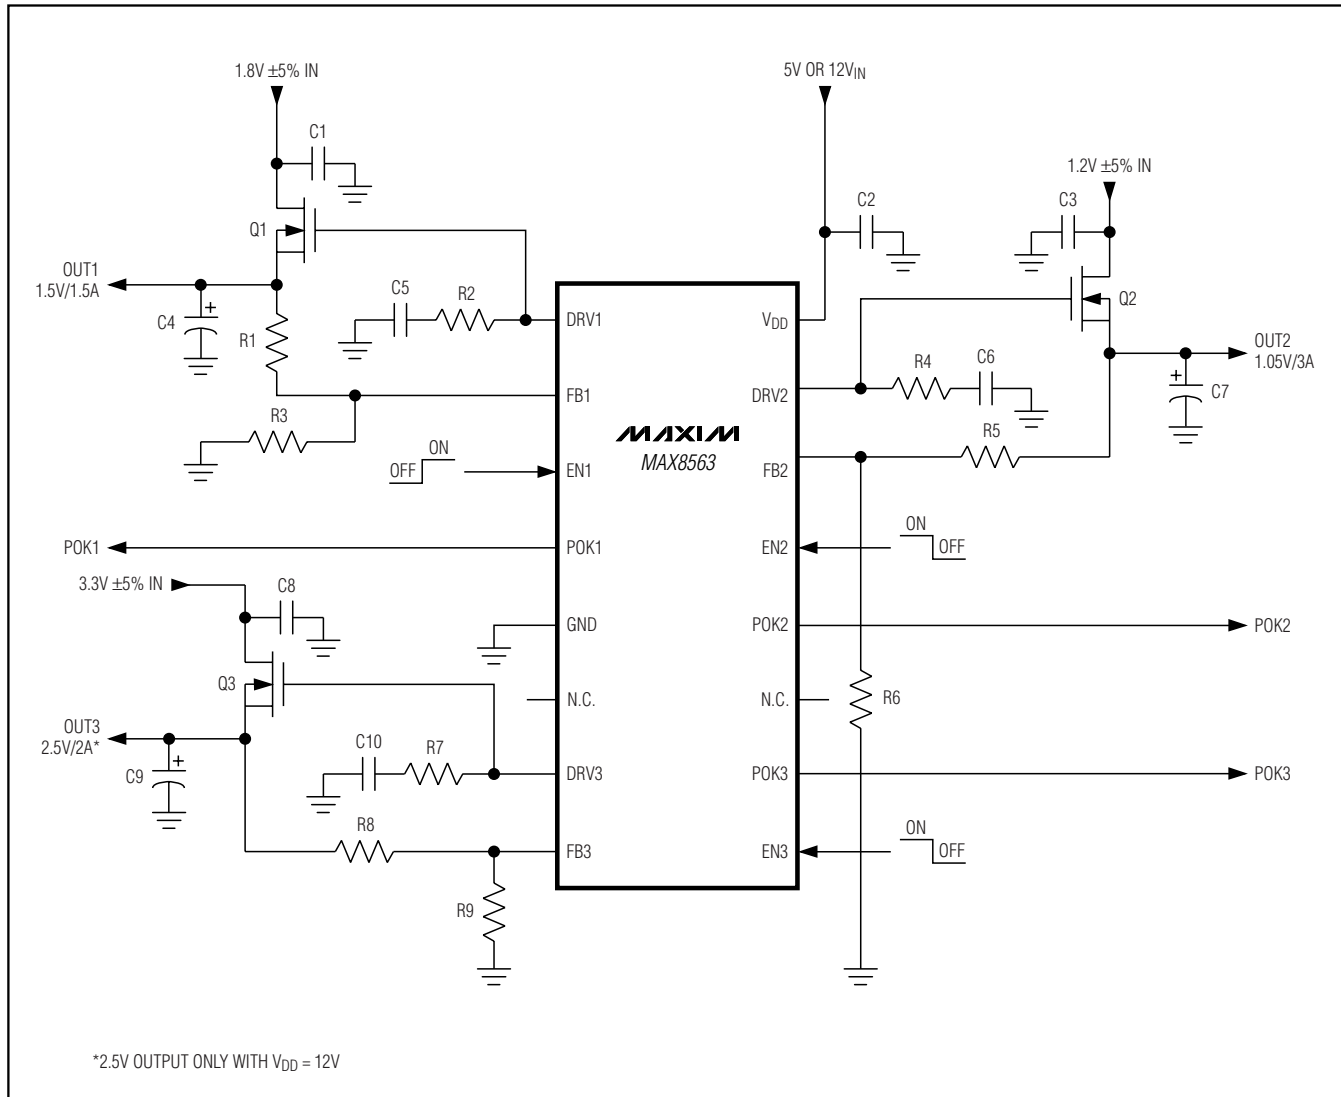 1.8V ±5% IN
5V OR 12VIN
C1
1.2V ±5% IN
C2
C3
Q1
OUT1
1.5V/1.5A
C5
R2
Q2
C4
R1
DRV1
VDD
OUT2
1.05V/3A
R4
C6
FB1
DRV2
C7
R3
MAXIM
MAX8563
R5
ON
OFF
EN1
FB2
ON
OFF
POK1
POK1
EN2
3.3V ±5% IN
C8
GND
POK2
POK2
Q3
N.C.
N.C.
R6
OUT3
2.5V/2A*
C10
R7
C9
DRV3
POK3
POK3
R8
ON
OFF
FB3
EN3
R9
*2.5V OUTPUT ONLY WITH VDD = 12V